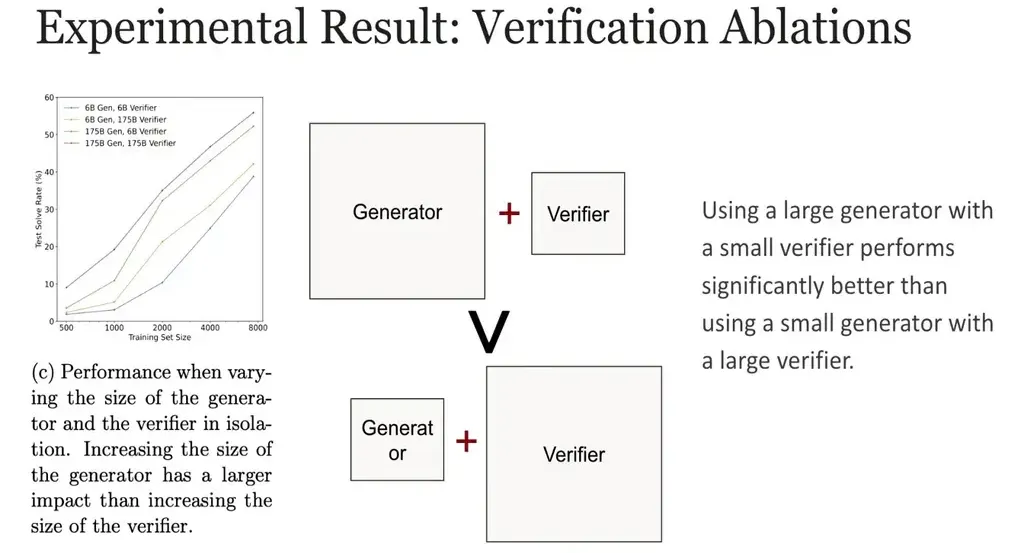 Experimental Result: Verification Ablations
60
50
40
30
20
10
0
Test Solve Rate (%)
6B Gen, 6B Verifier
6B Gen, 175B Verifier
175B Gen, 6B Verifier
175B Gen, 175B Verifier
500 1000 2000 4000 8000
Training Set Size
(c) Performance when vary-
ing the size of the genera-
tor and the verifier in isola-
tion. Increasing the size of
the generator has a larger
impact than increasing the
size of the verifier.
Generator
+
Verifier
V
Generat
or
+
Verifier
Using a large generator with
a small verifier performs
significantly better than
using a small generator with
a large verifier.